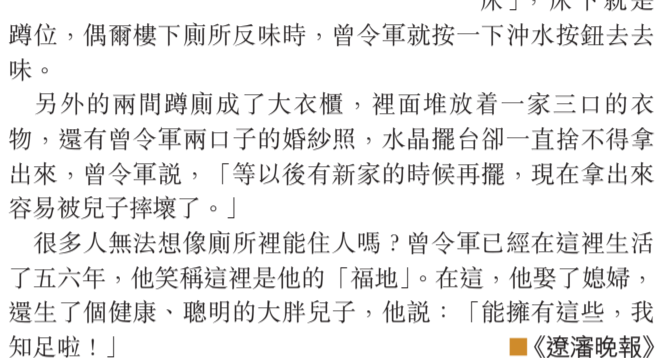 床」，床下就是
蹲位，偶爾樓下廁所反味時，曾令軍就按一下沖水按鈕去去
味。
另外的兩間蹲廁成了大衣櫃，裡面堆放着一家三口的衣
物，還有曾令軍兩口子的婚紗照，水晶擺台卻一直捨不得拿
出來，曾令軍説，「等以後有新家的時候再擺，現在拿出來
容易被兒子摔壞了。」
很多人無法想像廁所裡能住人嗎？曾令軍已經在這裡生活
了五六年，他笑稱這裡是他的「福地」。在這，他娶了媳婦，
還生了個健康、聰明的大胖兒子，他説：「能擁有這些，我
知足啦！」 ■《遼瀋晚報》